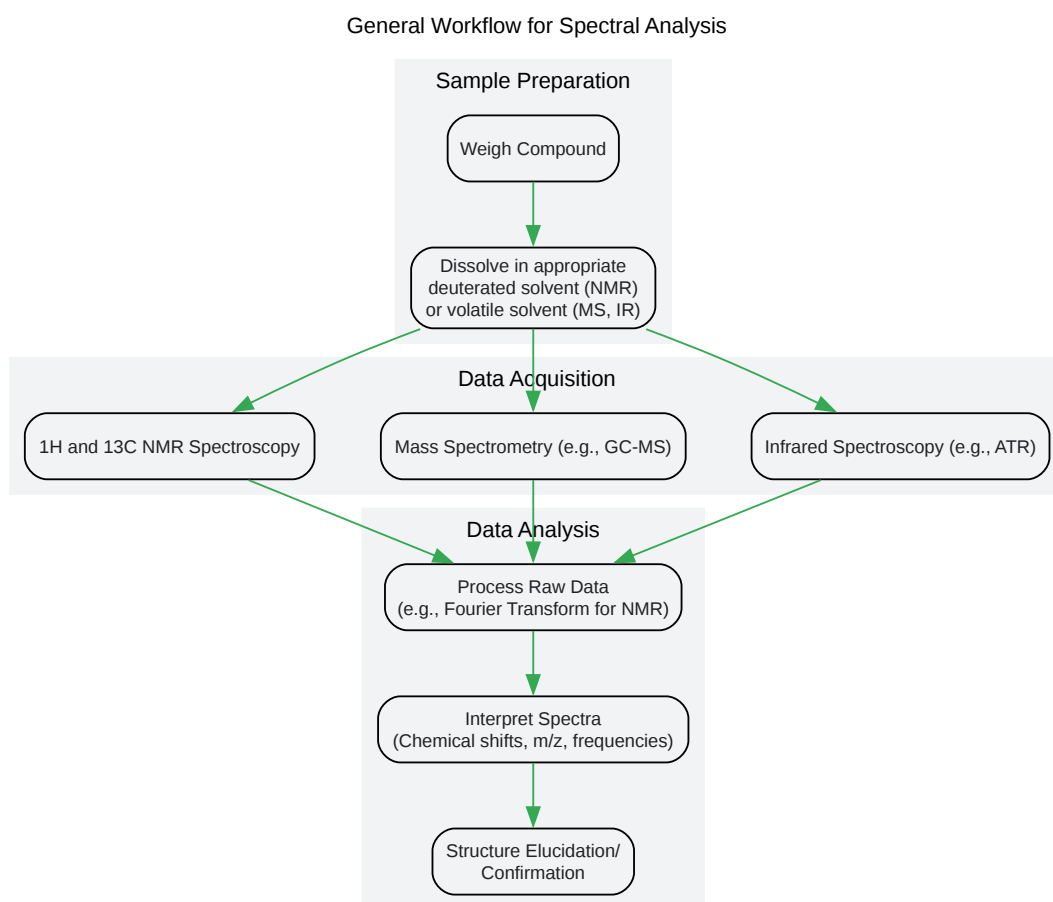 General Workflow for Spectral Analysis
Sample Preparation
Weigh Compound
Dissolve in appropriate
deuterated solvent (NMR)
or volatile solvent (MS, IR)
Data Acquisition
1H and 13C NMR Spectroscopy
Mass Spectrometry (e.g., GC-MS)
Infrared Spectroscopy (e.g., ATR)
Data Analysis
Process Raw Data
(e.g., Fourier Transform for NMR)
Interpret Spectra
(Chemical shifts, m/z, frequencies)
Structure Elucidation/
Confirmation